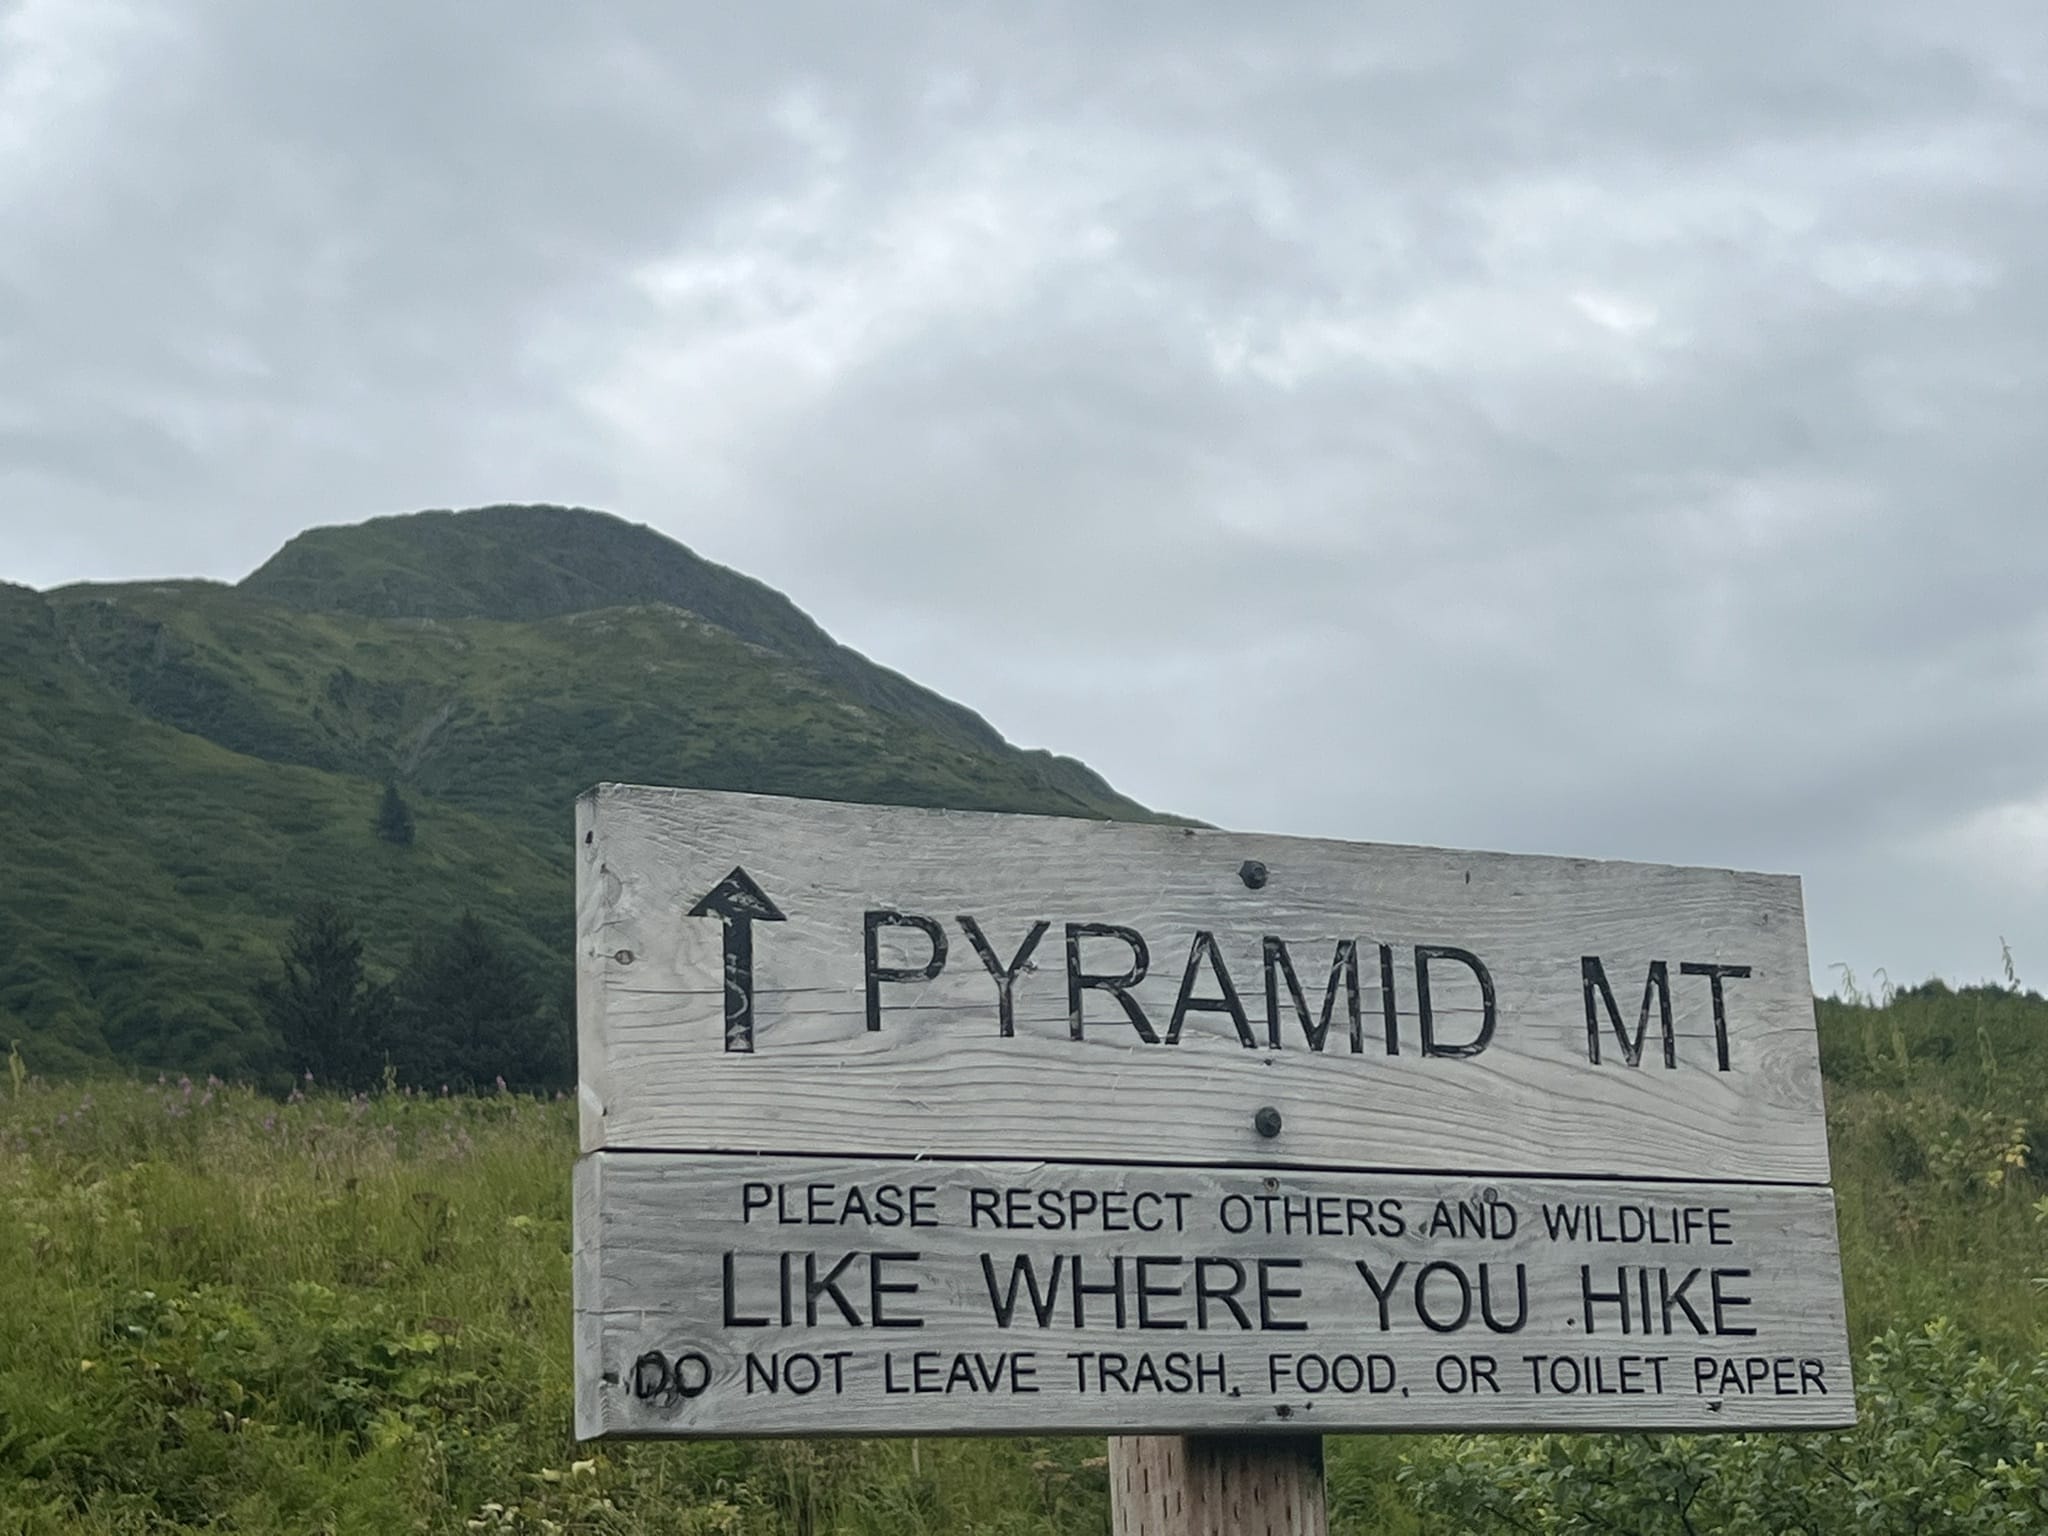 ↑ PYRAMID MT
PLEASE RESPECT OTHERS AND WILDLIFE
LIKE WHERE YOU HIKE
DO NOT LEAVE TRASH, FOOD, OR TOILET PAPER